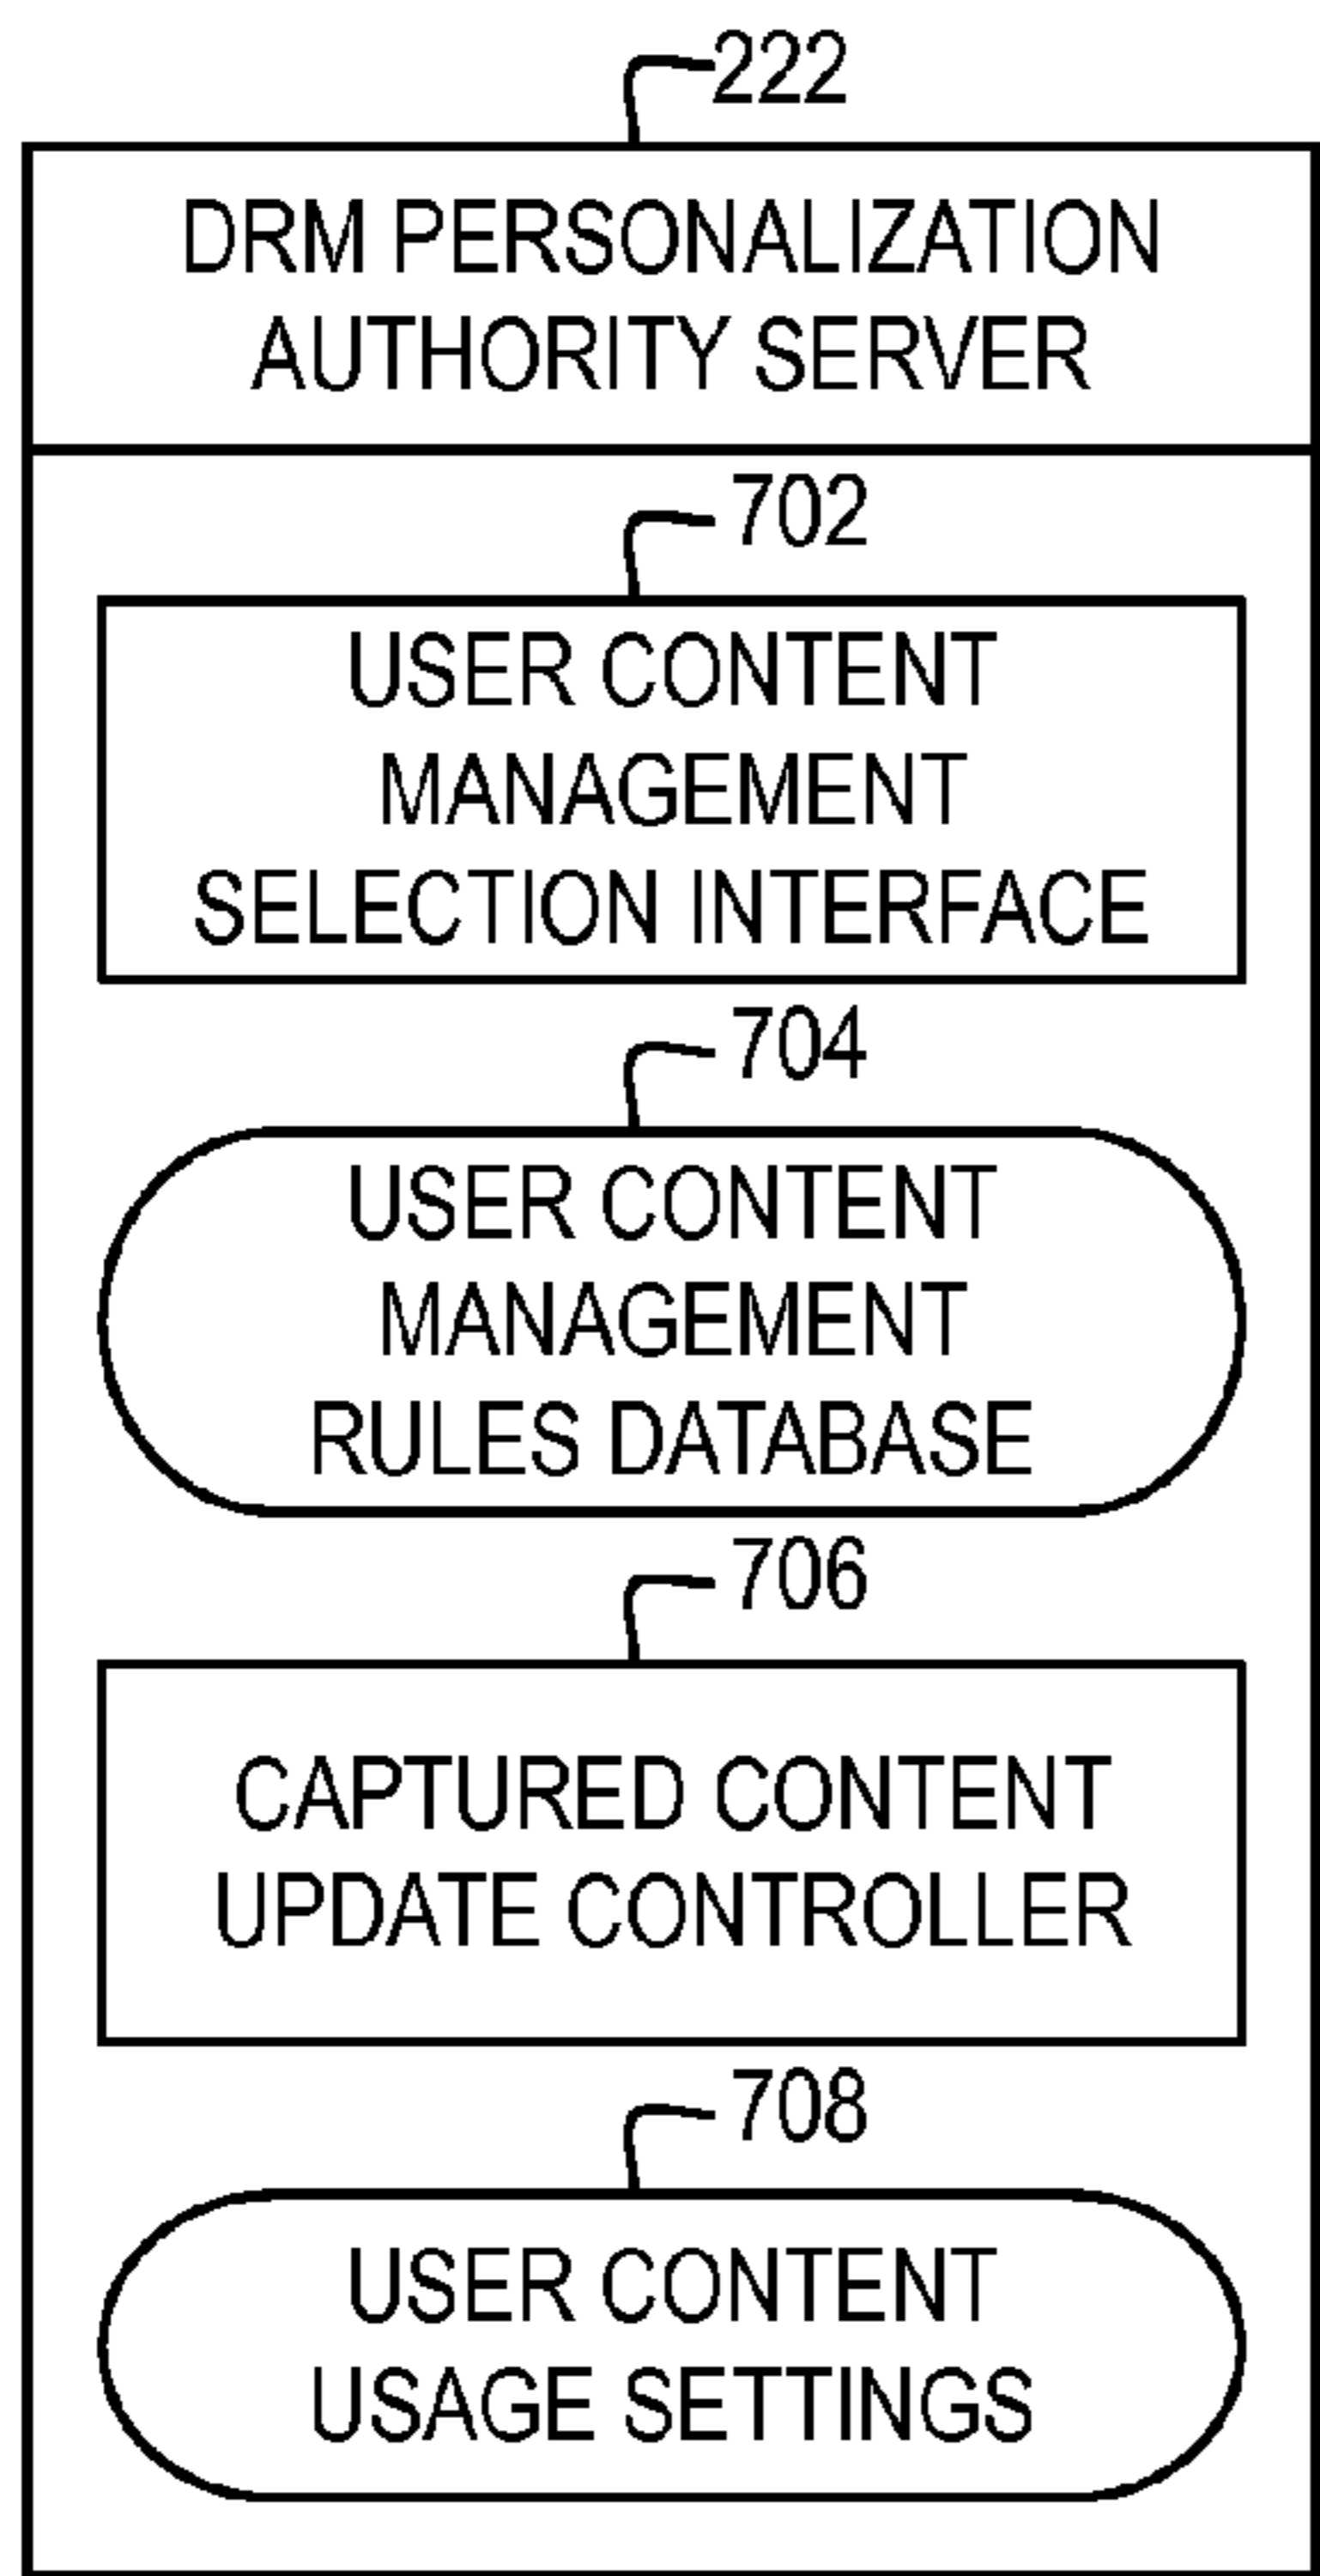 222
DRM PERSONALIZATION
AUTHORITY SERVER
702
USER CONTENT
MANAGEMENT
SELECTION INTERFACE
704
USER CONTENT
MANAGEMENT
RULES DATABASE
706
CAPTURED CONTENT
UPDATE CONTROLLER
708
USER CONTENT
USAGE SETTINGS